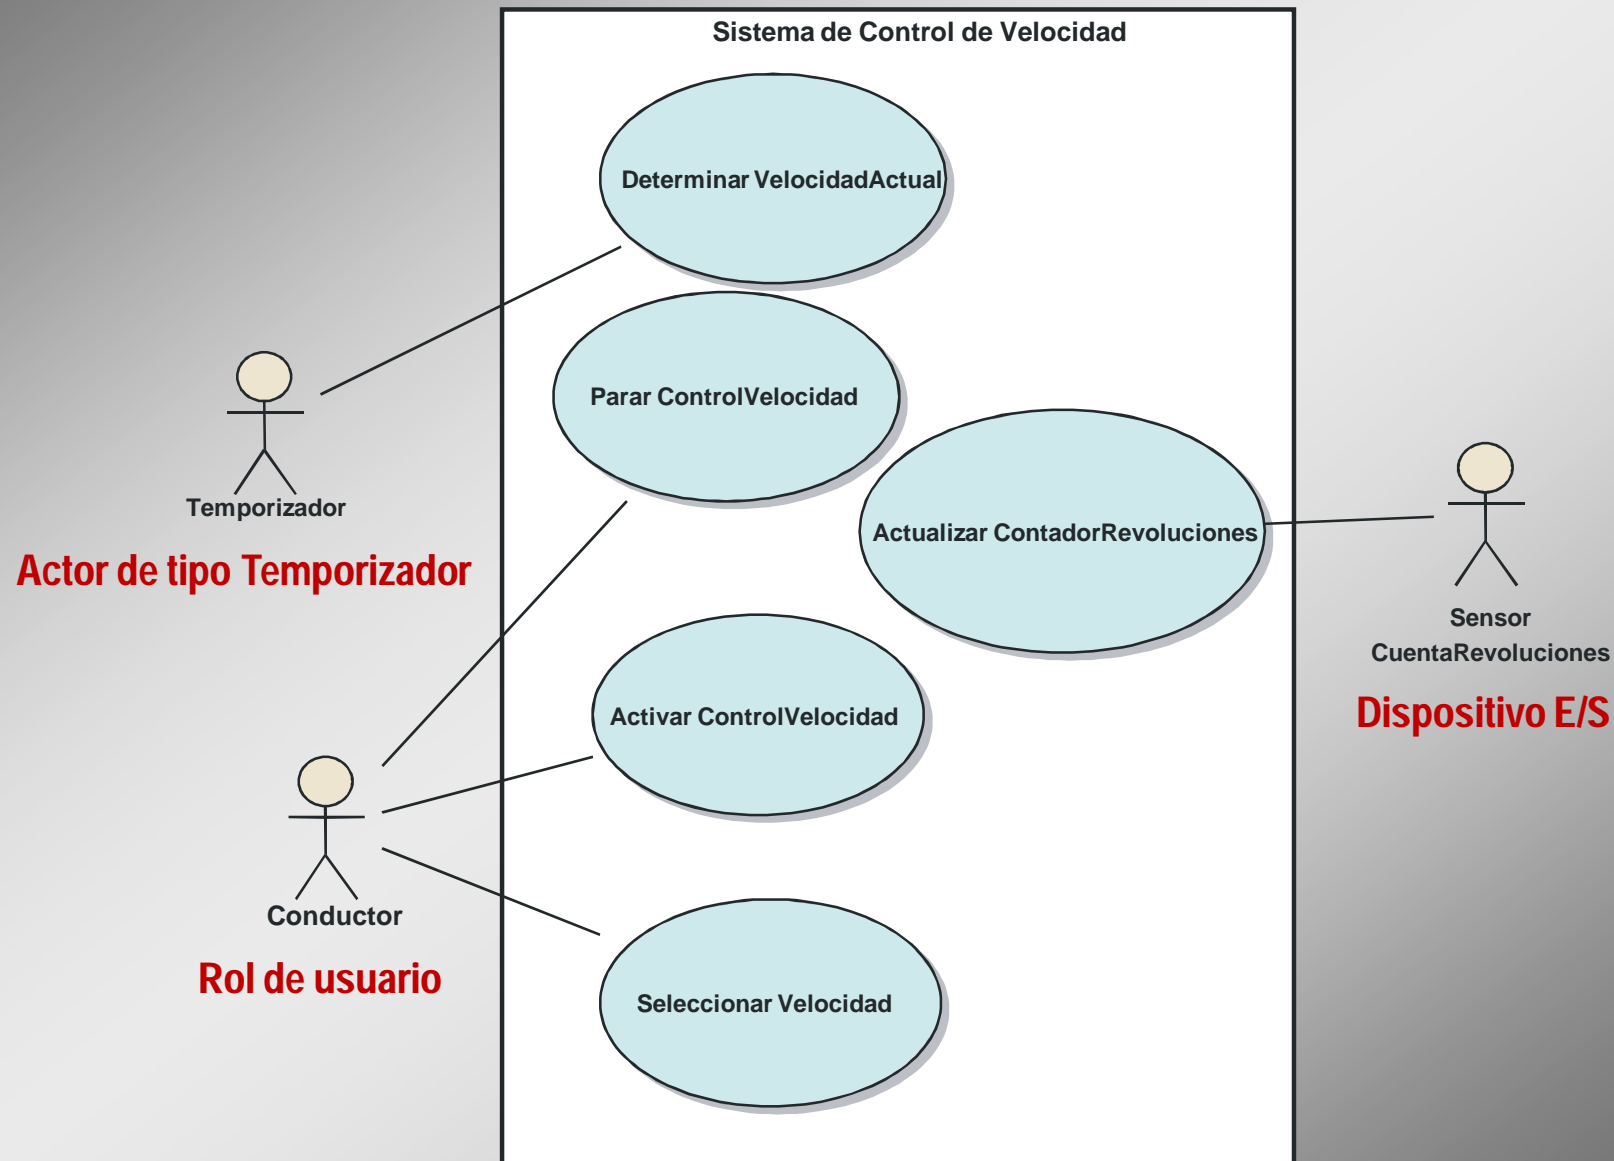 Sistema de Control de Velocidad
Determinar VelocidadActual
Parar ControlVelocidad
Temporizador
Actor de tipo Temporizador
Actualizar ContadorRevoluciones
Sensor
CuentaRevoluciones
Dispositivo E/S
Activar ControlVelocidad
Conductor
Rol de usuario
Seleccionar Velocidad